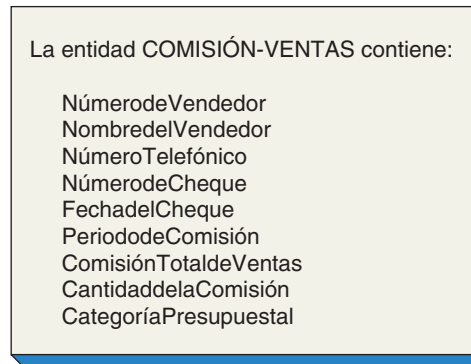 La entidad COMISIÓN-VENTAS contiene:
NúmerodeVendedor
NombredelVendedor
NúmeroTelefónico
NúmerodeCheque
FechadelCheque
PeriododeComisión
ComisiónTotaldeVentas
CantidaddelaComisión
CategoríaPresupuestal